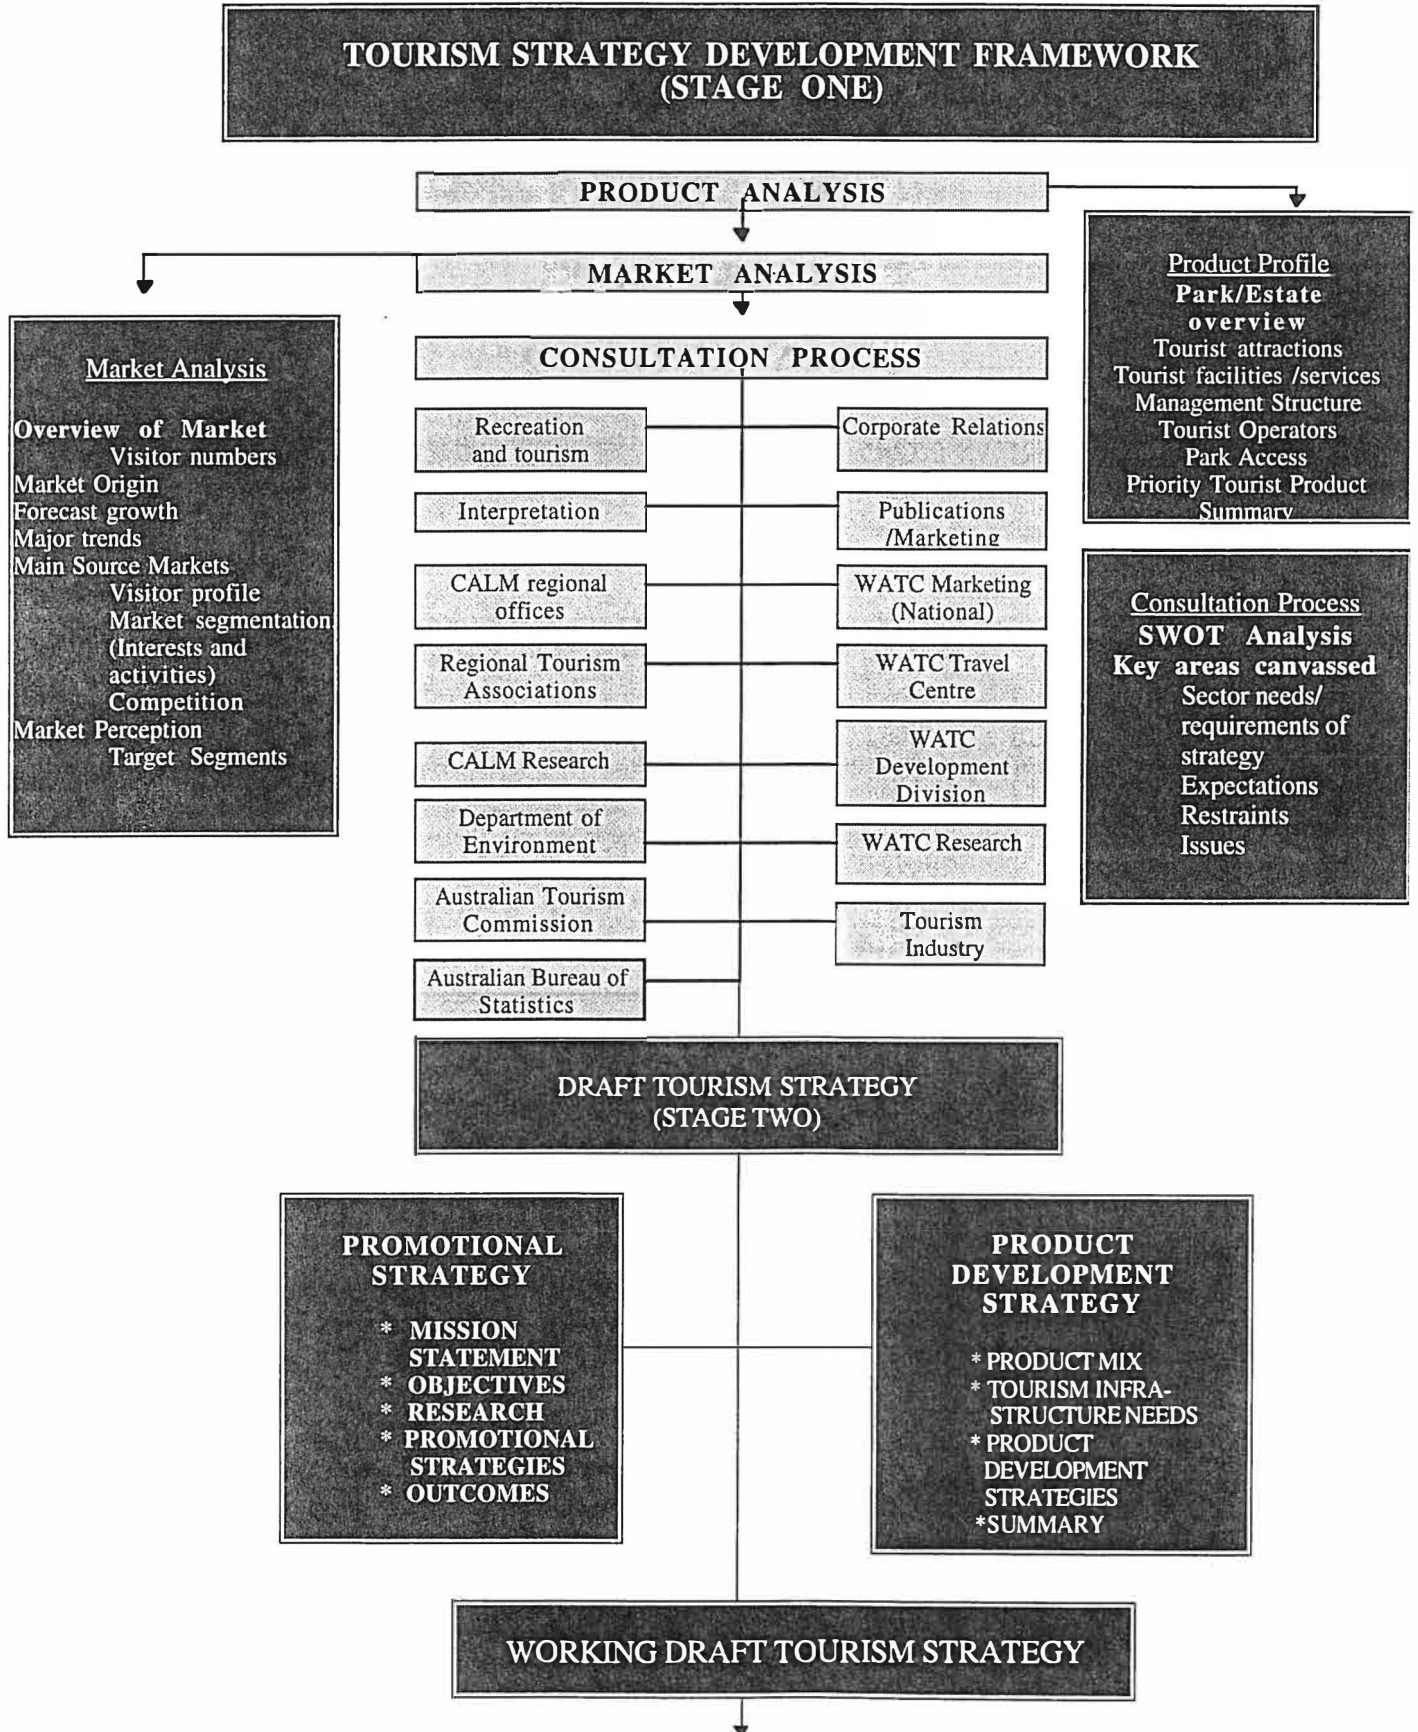 TOURISM STRATEGY DEVELOPMENT FRAMEWORK
(STAGE ONE)
PRODUCT ANALYSIS
MARKET ANALYSIS
CONSULTATION PROCESS
Product Profile
Park/Estate
overview
Tourist attractions
Tourist facilities /services
Management Structure
Tourist Operators
Park Access
Priority Tourist Product
Summary
Market Analysis
Overview of Market
Visitor numbers
Market Origin
Forecast growth
Major trends
Main Source Markets
Visitor profile
Market segmentation
(Interests and
activities)
Competition
Market Perception
Target Segments
Recreation
and tourism
Corporate Relations
Interpretation
Publications
/Marketing
CALM regional
offices
WATC Marketing
(National)
Regional Tourism
Associations
WATC Travel
Centre
CALM Research
WATC
Development
Division
Department of
Environment
WATC Research
Australian Tourism
Commission
Tourism
Industry
Australian Bureau of
Statistics
Consultation Process
SWOT Analysis
Key areas canvassed
Sector needs/
requirements of
strategy
Expectations
Restraints
Issues
DRAFT TOURISM STRATEGY
(STAGE TWO)
PROMOTIONAL
STRATEGY
* MISSION
STATEMENT
* OBJECTIVES
* RESEARCH
* PROMOTIONAL
STRATEGIES
* OUTCOMES
PRODUCT
DEVELOPMENT
STRATEGY
* PRODUCT MIX
* TOURISM INFRA-
STRUCTURE NEEDS
* PRODUCT
DEVELOPMENT
STRATEGIES
*SUMMARY
WORKING DRAFT TOURISM STRATEGY